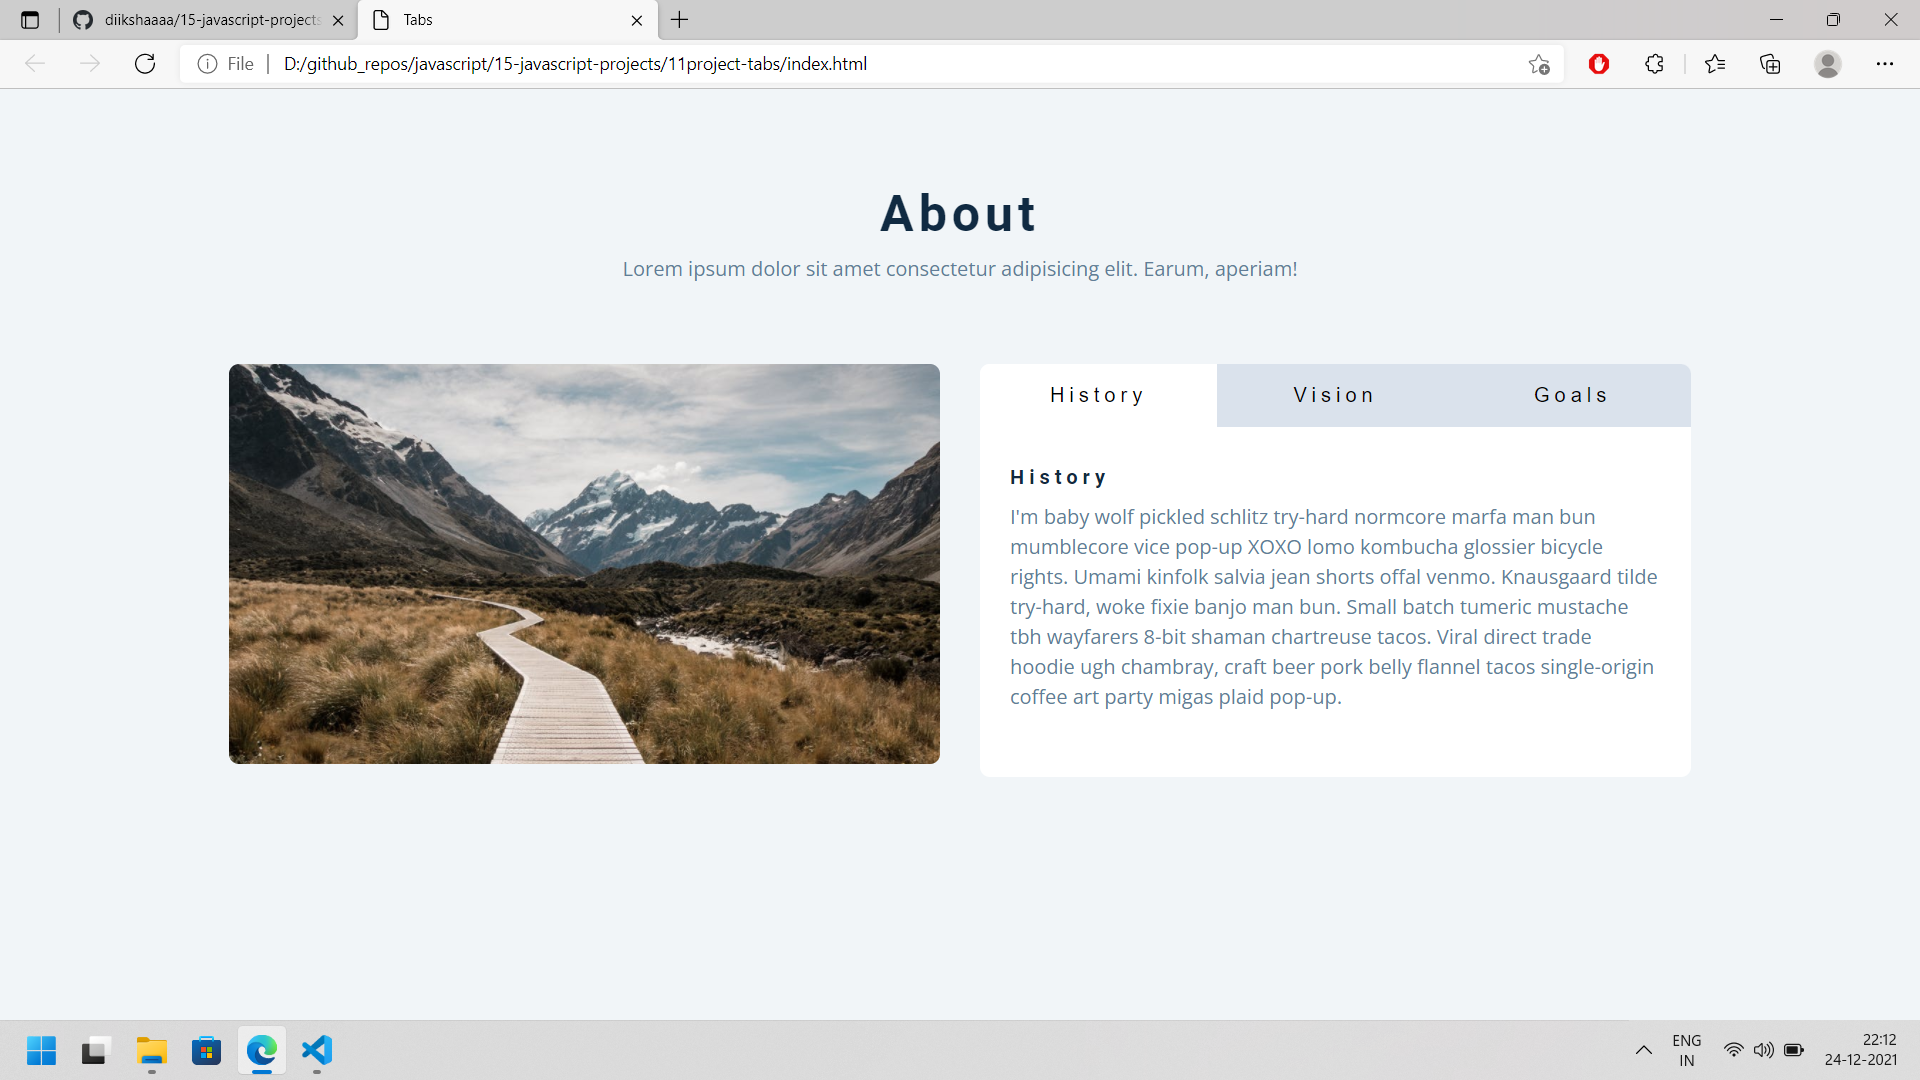 diikshaaaa/15-javascript-projects
Tabs
File
D:/github_repos/javascript/15-javascript-projects/11project-tabs/index.html
About
Lorem ipsum dolor sit amet consectetur adipisicing elit. Earum, aperiam!
History
Vision
Goals
History
I'm baby wolf pickled schlitz try-hard normcore marfa man bun
mumblecore vice pop-up XOXO lomo kombucha glossier bicycle
rights. Umami kinfolk salvia jean shorts offal venmo. Knausgaard tilde
try-hard, woke fixie banjo man bun. Small batch tumeric mustache
tbh wayfarers 8-bit shaman chartreuse tacos. Viral direct trade
hoodie ugh chambray, craft beer pork belly flannel tacos single-origin
coffee art party migas plaid pop-up.
ENG
IN
22:12
24-12-2021